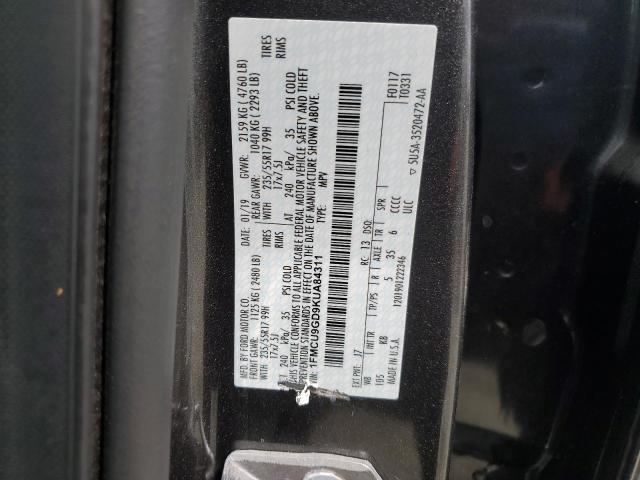 MFD. BY FORD MOTOR CO.
DATE: 01/19 GVWR: 2159 KG (4760 LB)
FRONT GAWR: 1125 KG (2480 LB) REAR GAWR: 1040 KG (2293 LB)
WITH 235/55R17 99H TIRES WITH 235/55R17 99H TIRES
17x7.5J RIMS 17x7.5J RIMS
AT 240 kPa/ 35 PSI COLD AT 240 kPa/ 35 PSI COLD
THIS VEHICLE CONFORMS TO ALL APPLICABLE FEDERAL MOTOR VEHICLE SAFETY AND THEFT
PREVENTION STANDARDS IN EFFECT ON THE DATE OF MANUFACTURE SHOWN ABOVE.
VIN: 1FMCU9GD9KUA84311 TYPE: MPV
F0117
T0331
EXT PNT: J7 RC: 13 DSO:
WB INT TR TP/PS R AXLE TR SPR
105 KB 5 35 6 CCCC
MADE IN U.S.A. ULC
▽ 5U5A-3520472-AA